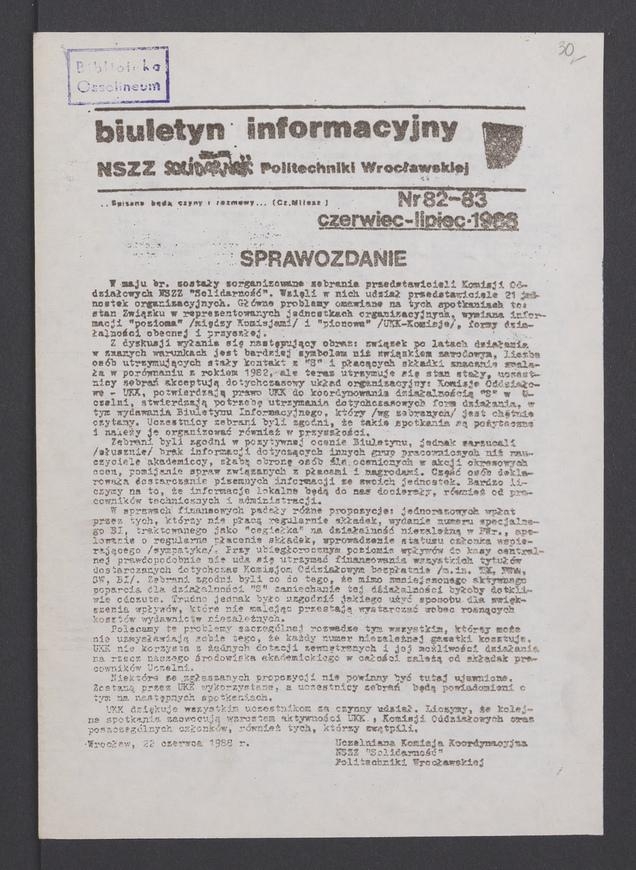 30,-
Biblioteka
Ossolineum
biuletyn informacyjny
NSZZ SOLIDARNOŚĆ Politechniki Wrocławskiej
...Spisane będą czyny i rozmowy... (Cz.Miłosz)
Nr 82-83
czerwiec-lipiec·1988
SPRAWOZDANIE
W maju br. zostały zorganizowane zebrania przedstawicieli Komisji Od-
działowych NSZZ "Solidarność". Wzięli w nich udział przedstawiciele 21 jed-
nostek organizacyjnych. Główne problemy omawiane na tych spotkaniach to:
stan Związku w reprezentowanych jednostkach organizacyjnych, wymiana infor-
macji "pozioma" /między Komisjami/ i "pionowa" /UKK-Komisje/, formy dzia-
łalności obecnej i przyszłej.
Z dyskusji wyłania się następujący obraz: związek po latach działania
w znanych warunkach jest bardziej symbolem niż związkiem zawodowym, liczba
osób utrzymujących stały kontakt z "S" i płacących składki znacznie zmala-
ła w porównaniu z rokiem 1982, ale teraz utrzymuje się stan stały, uczest-
nicy zebrań akceptują dotychczasowy układ organizacyjny: Komisje Oddziało-
we - UKK, potwierdzają prawo UKK do koordynowania działalnością "S" w U-
czelni, stwierdzają potrzebę utrzymania dotychczasowych form działania, w
tym wydawania Biuletynu Informacyjnego, który /wg zebranych/ jest chętnie
czytany. Uczestnicy zebrani byli zgodni, że takie spotkania są pożyteczne
i należy je organizować również w przyszłości.
Zebrani byli zgodni w pozytywnej ocenie Biuletynu, jednak zarzucali
/słusznie/ brak informacji dotyczących innych grup pracowniczych niż nau-
czyciele akademiccy, słabą obronę osób źle ocenionych w akcji okresowych
ocen, pomijanie spraw związanych z płacami i nagrodami. Część osób dekla-
rowała dostarczanie pisemnych informacji ze swoich jednostek. Bardzo li-
czymy na to, że informacje lokalne będą do nas docierały, również od pra-
cowników technicznych i administracji.
W sprawach finansowych padały różne propozycje: jednorazowych wpłat
przez tych, którzy nie płacą regularnie składek, wydanie numeru specjalne-
go BI, traktowanego jako "cegiełka" na działalność niezależną w PWr., ape-
lowanie o regularne płacenie składek, wprowadzenie statusu członka wspie-
rającego /sympatyka/. Przy ubiegłorocznym poziomie wpływów do kasy central-
nej prawdopodobnie nie uda się utrzymać finansowania wszystkich tytułów
dostarczanych dotychczas Komisjom Oddziałowym bezpłatnie /m.in.
SW, BI/. Zebrani zgodni byli co do tego, że mimo zmniejszonego aktywnego
poparcia dla działalności "S" zaniechanie tej działalności byłoby dotkli-
wie odczute. Trudno jednak było uzgodnić jakiego użyć sposobu dla zwięk-
szenia wpływów, które nie malejąc przestają wystarczać wobec rosnących
kosztów wydawnictw niezależnych.
Polecamy te problemy szczególnej rozwadze tym wszystkim, którzy może
nie uzmysławiają sobie tego, że każdy numer niezależnej gazetki kosztuje.
UKK nie korzysta z żadnych dotacji zewnętrznych i jej możliwości działania
na rzecz naszego środowiska akademickiego w całości zależą od składek pra-
cowników Uczelni.
Niektóre ze zgłaszanych propozycji nie powinny być tutaj ujawnione.
Zostaną przez UKK wykorzystane, a uczestnicy zebrań będą powiadomieni o
tym na następnych spotkaniach.
UKK dziękuje wszystkim uczestnikom za czynny udział. Liczymy, że kolej-
ne spotkania zaowocują wzrostem aktywności UKK., Komisji Oddziałowych oraz
poszczególnych członków, również tych, którzy zwątpili.
Wrocław, 22 czerwca 1988 r.
Uczelniana Komisja Koordynacyjna
NSZZ "Solidarność"
Politechniki Wrocławskiej